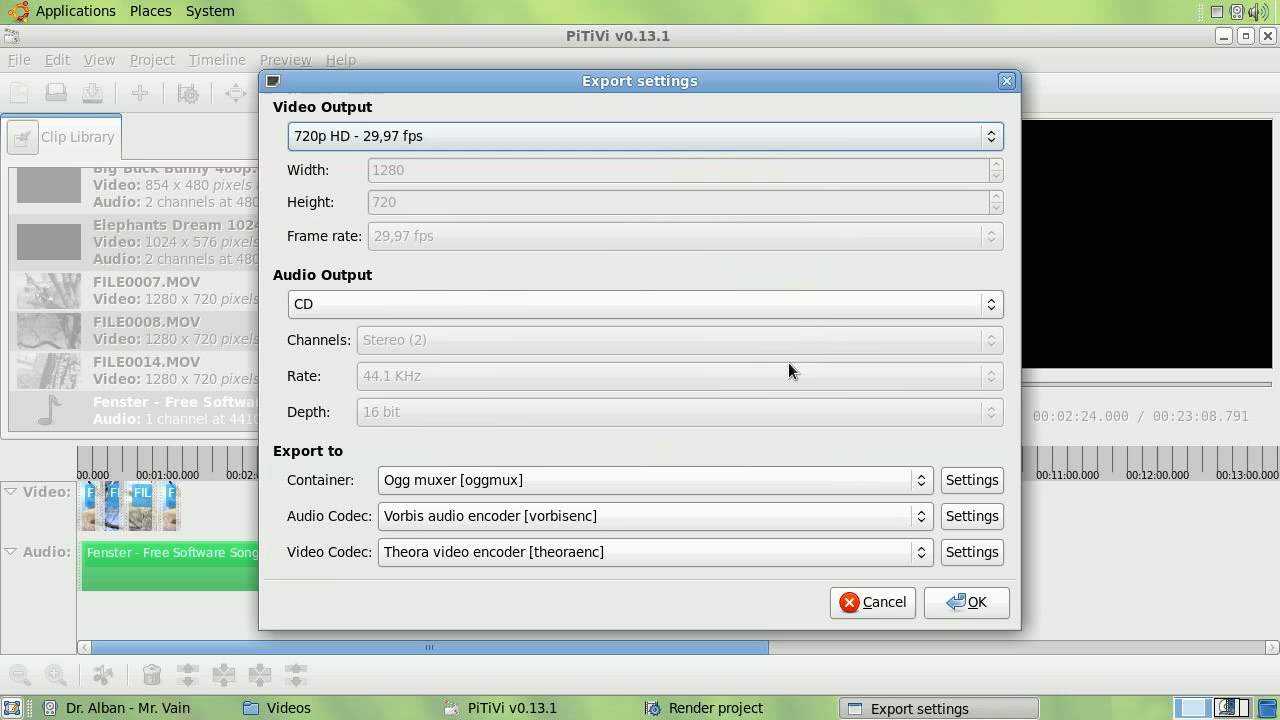 Applications Places System
PiTiVi v0.13.1
File Edit View Project Timeline Preview Help
Export settings
Clip Library
Big Buck Bunny 480p.
Video: 854 x 480 pixels
Audio: 2 channels at 480
Elephants Dream 1024
Video: 1024 x 576 pixels
Audio: 2 channels at 480
FILE0007.MOV
Video: 1280 x 720 pixels
FILE0008.MOV
Video: 1280 x 720 pixels
FILE0014.MOV
Video: 1280 x 720 pixels
Fenster - Free Softwa
Audio: 1 channel at 4410
Video Output
720p HD - 29,97 fps
Width: 1280
Height: 720
Frame rate: 29,97 fps
Audio Output
CD
Channels: Stereo (2)
Rate: 44.1 KHz
Depth: 16 bit
Export to
Container: Ogg muxer [oggmux] Settings
Audio Codec: Vorbis audio encoder [vorbisenc] Settings
Video Codec: Theora video encoder [theoraenc] Settings
Cancel OK
00:02:24.000 / 00:23:08.791
00.000 00:01:00.000 00:02: 00:11:00.000 00:12:00.000 00:13:00.000
Video: F FI FIL F
Audio: Fenster - Free Software Song
Dr. Alban - Mr. Vain Videos PiTiVi v0.13.1 Render project Export settings